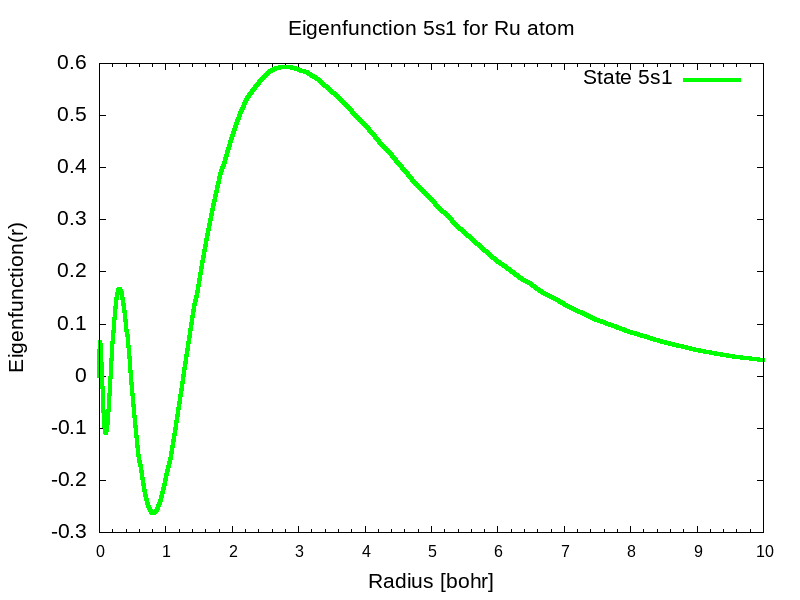 Eigenfunction 5s1 for Ru atom
State 5s1
0.6
0.5
0.4
0.3
0.2
0.1
0
-0.1
-0.2
-0.3
Eigenfunction(r)
0 1 2 3 4 5 6 7 8 9 10
Radius [bohr]